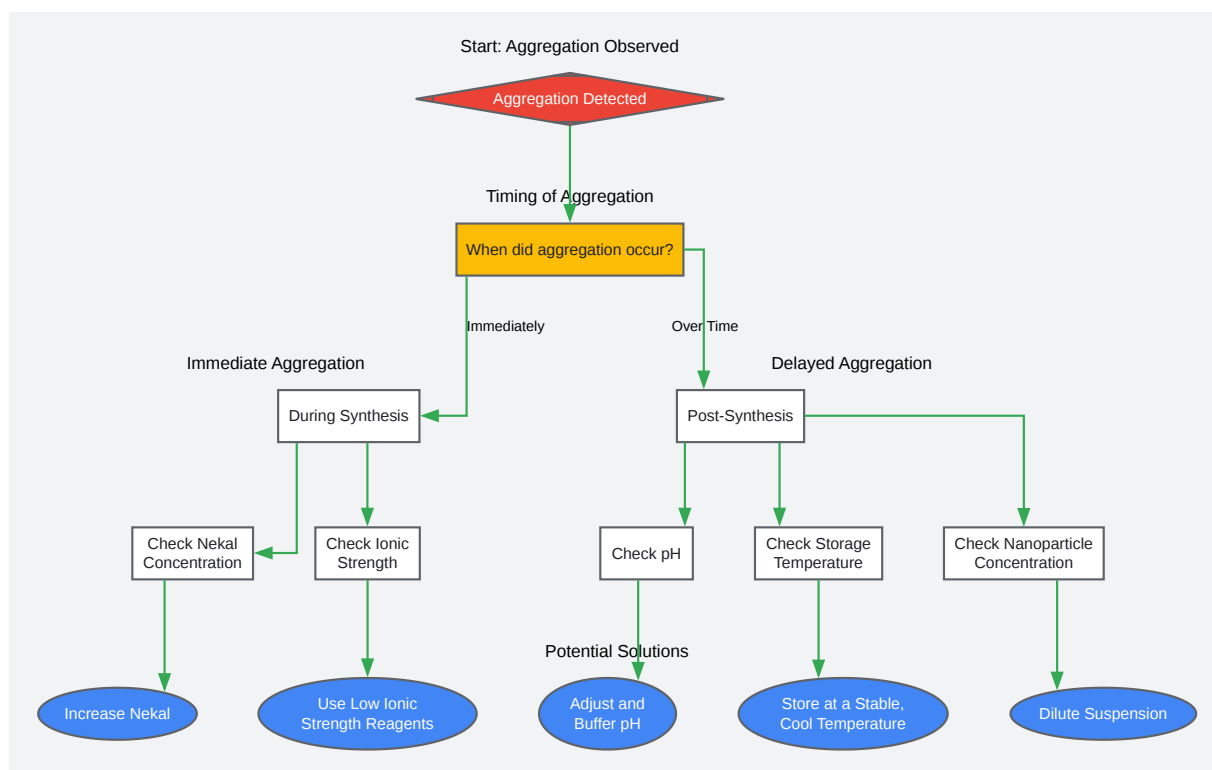 Start: Aggregation Observed
Aggregation Detected
Timing of Aggregation
When did aggregation occur?
Immediately
Over Time
Immediate Aggregation
Delayed Aggregation
During Synthesis
Post-Synthesis
Check Nekal
Concentration
Check Ionic
Strength
Check pH
Check Storage
Temperature
Check Nanoparticle
Concentration
Potential Solutions
Increase Nekal
Use Low Ionic
Strength Reagents
Adjust and
Buffer pH
Store at a Stable,
Cool Temperature
Dilute Suspension